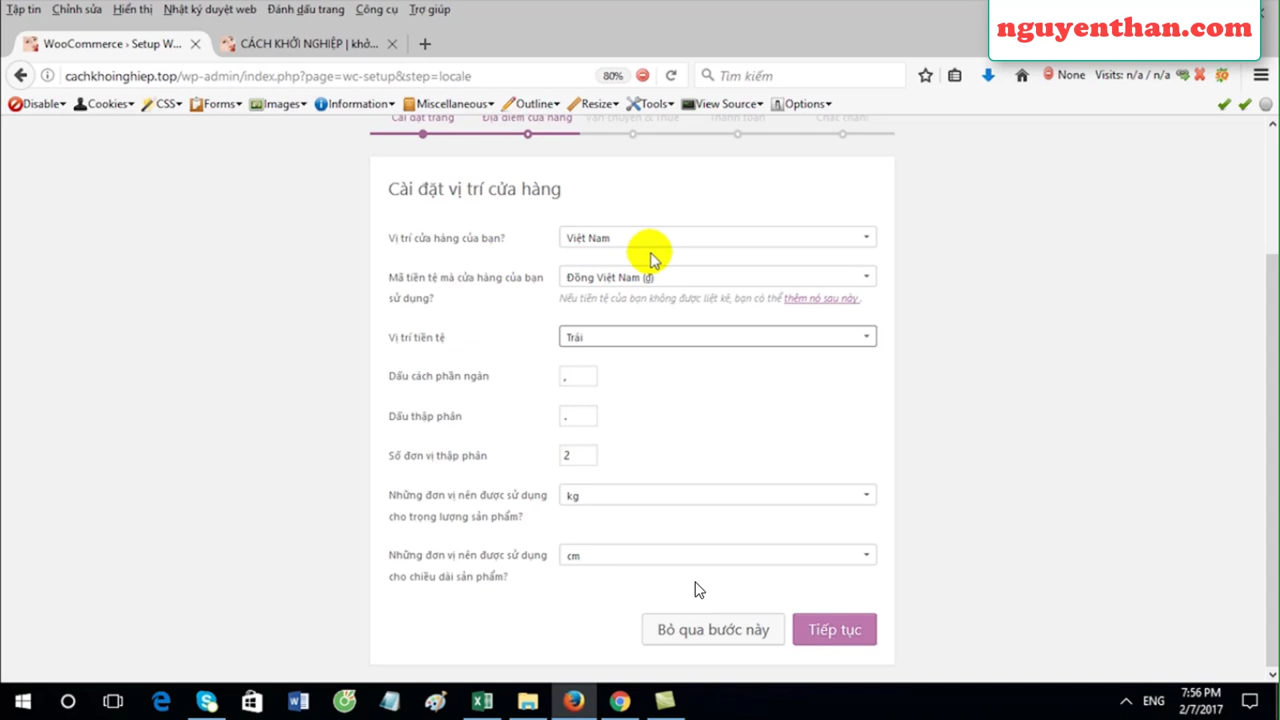 Tập tin Chỉnh sửa Hiển thị Nhật ký duyệt web Đánh dấu trang Công cụ Trợ giúp
nguyenthan.com
WooCommerce › Setup W...
CÁCH KHỞI NGHIỆP | khở...
cachkhoinghiep.top/wp-admin/index.php?page=wc-setup&step=locale
80%
Tìm kiếm
None Visits: n/a / n/a
Disable Cookies CSS Forms Images Information Miscellaneous Outline Resize Tools View Source Options
Cài đặt trang Địa điểm cửa hàng Vận chuyển & Thuế Thanh toán
Cài đặt vị trí cửa hàng
Vị trí cửa hàng của bạn? Việt Nam
Mã tiền tệ mà cửa hàng của bạn sử dụng? Đồng Việt Nam (₫)
Nếu tiền tệ của bạn không được liệt kê, bạn có thể thêm nó sau này.
Vị trí tiền tệ Trái
Dấu cách phần ngàn ,
Dấu thập phân .
Số đơn vị thập phân 2
Những đơn vị nên được sử dụng
cho trọng lượng sản phẩm?
kg
Những đơn vị nên được sử dụng
cho chiều dài sản phẩm?
cm
Bỏ qua bước này Tiếp tục
ENG
7:56 PM
2/7/2017